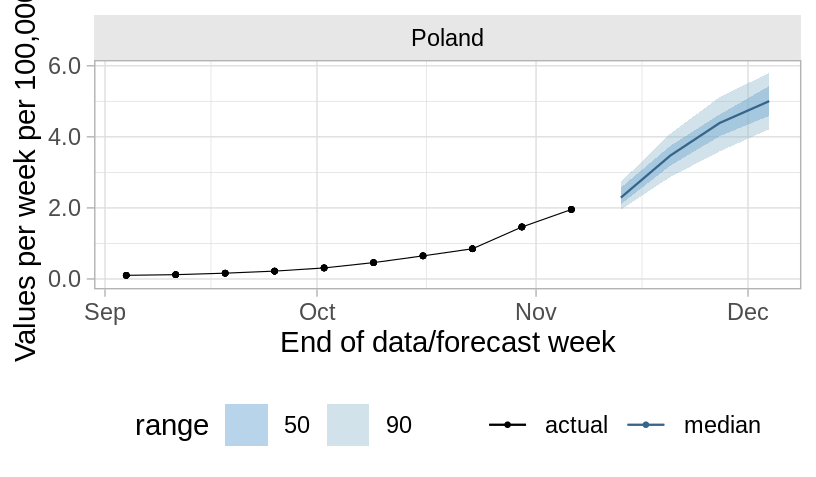 Poland
Values per week per 100,000
6.0
4.0
2.0
0.0
Sep Oct Nov Dec
End of data/forecast week
range 50 90 actual median